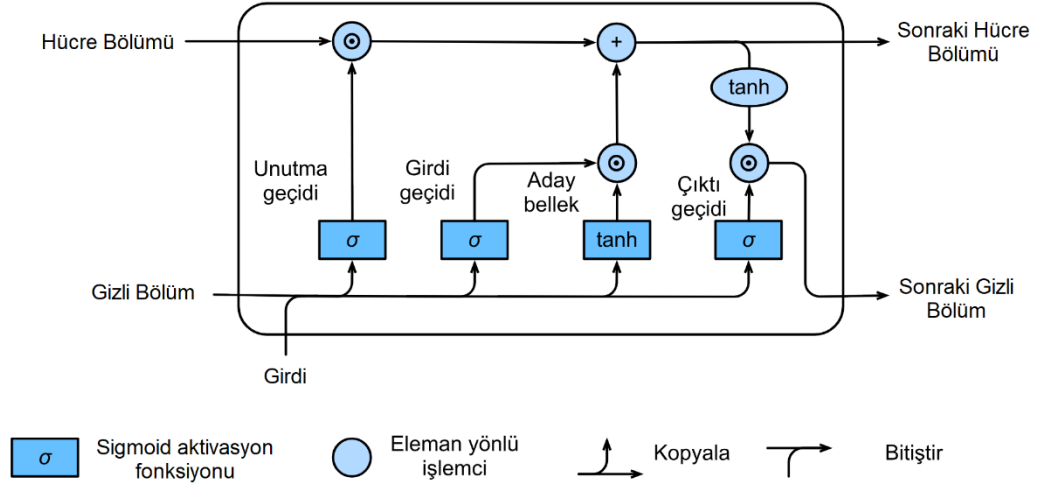 Hücre Bölümü
+
Sonraki Hücre
Bölümü
tanh
Unutma
geçidi
Girdi
geçidi
Aday
bellek
Çıktı
geçidi
σ
σ
tanh
σ
Gizli Bölüm
Sonraki Gizli
Bölüm
Girdi
σ
Sigmoid aktivasyon
fonksiyonu
Eleman yönlü
işlemci
Kopyala
Bitiştir